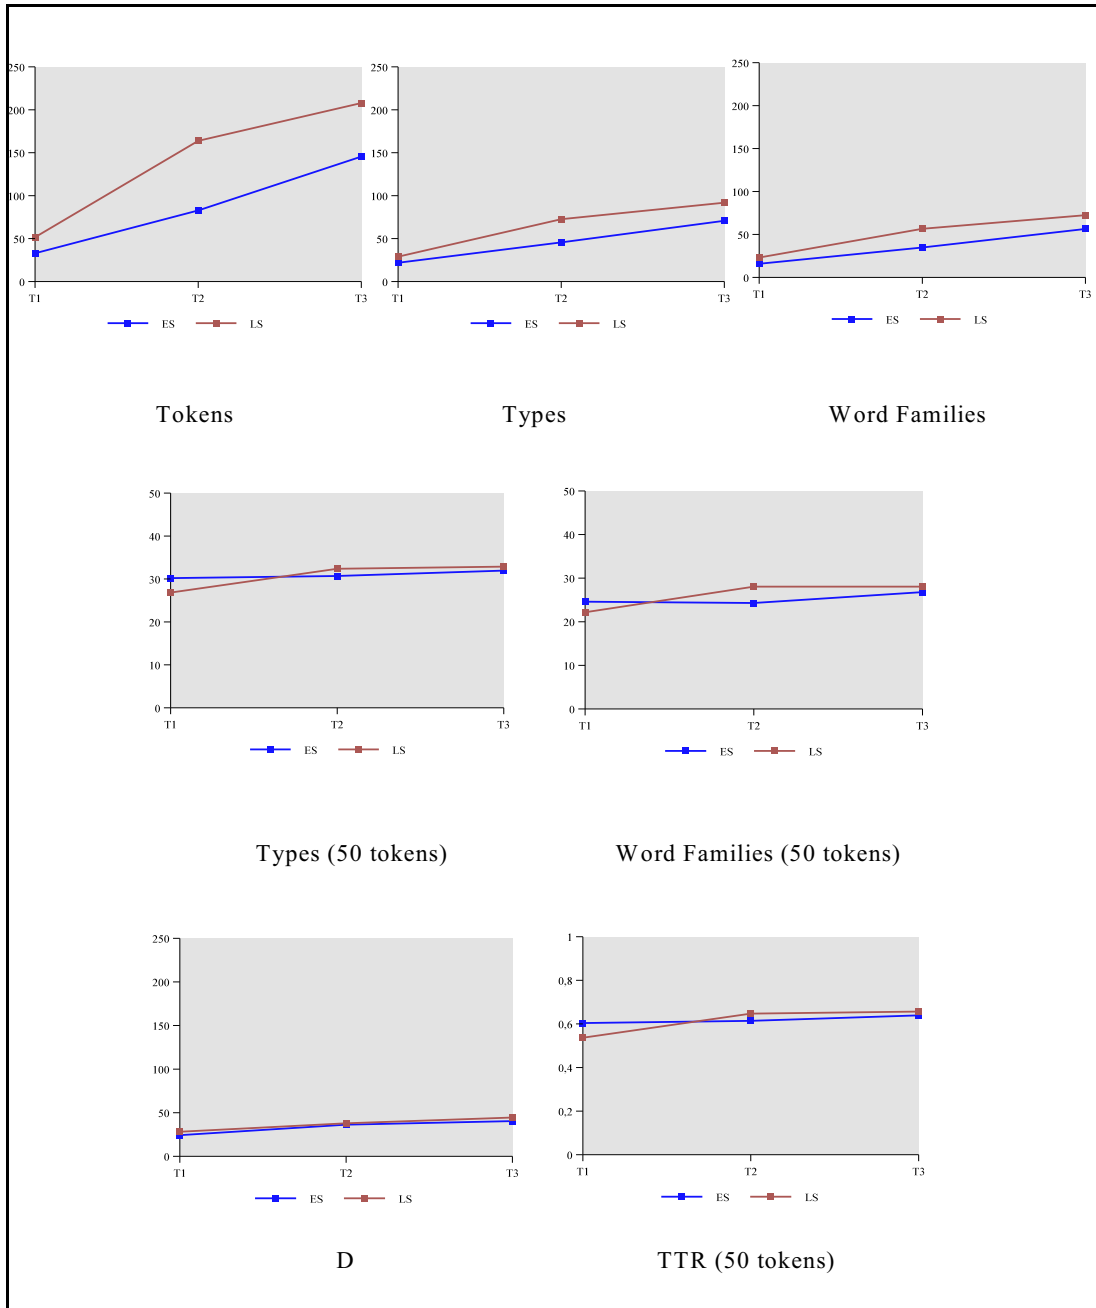 250
200
150
100
50
0
T1 T2 T3
ES LS
Tokens
250
200
150
100
50
0
T1 T2 T3
ES LS
Types
250
200
150
100
50
0
T1 T2 T3
ES LS
Word Families
50
40
30
20
10
0
T1 T2 T3
ES LS
Types (50 tokens)
50
40
30
20
10
0
T1 T2 T3
ES LS
Word Families (50 tokens)
250
200
150
100
50
0
T1 T2 T3
ES LS
D
1
0,8
0,6
0,4
0,2
0
T1 T2 T3
ES LS
TTR (50 tokens)